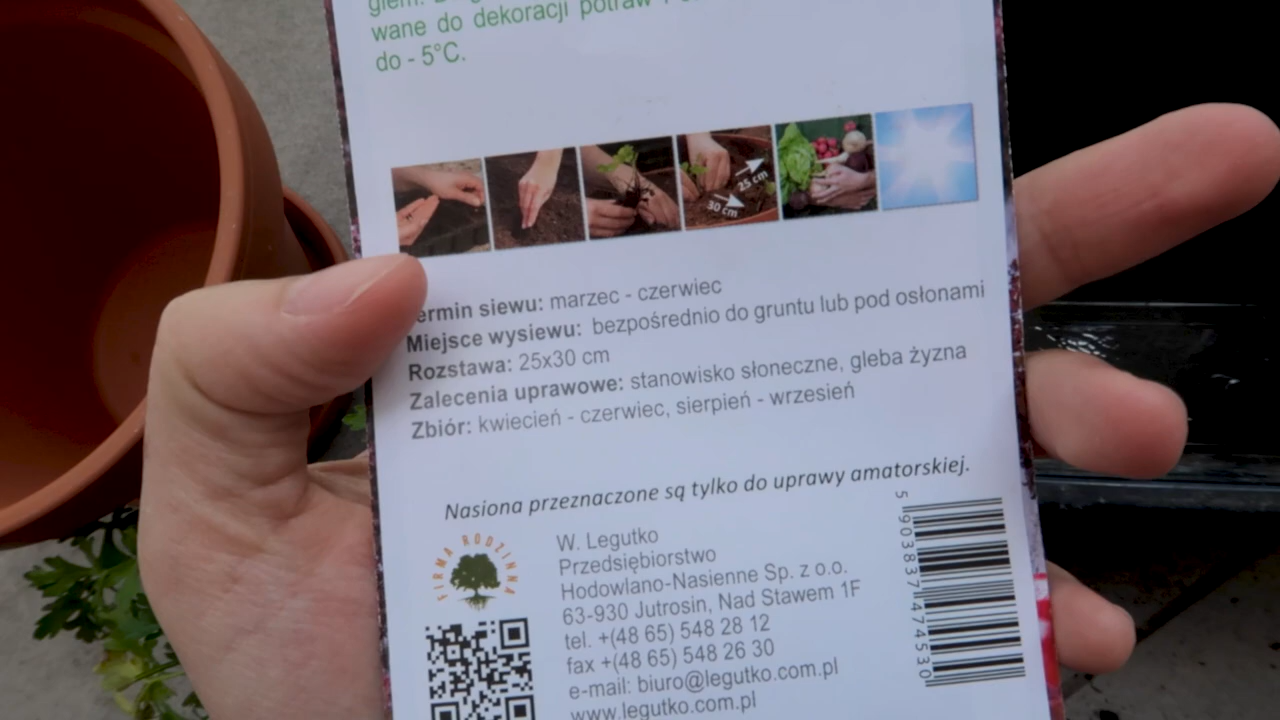 wane do dekoracji potraw
do - 5°C.
25 cm
30 cm
ermin siewu: marzec - czerwiec
Miejsce wysiewu: bezpośrednio do gruntu lub pod osłonami
Rozstawa: 25x30 cm
Zalecenia uprawowe: stanowisko słoneczne, gleba żyzna
Zbiór: kwiecień - czerwiec, sierpień - wrzesień
Nasiona przeznaczone są tylko do uprawy amatorskiej.
FIRMA RODZINNA
W. Legutko
Przedsiębiorstwo
Hodowlano-Nasienne Sp. z o.o.
63-930 Jutrosin, Nad Stawem 1F
tel. +(48 65) 548 28 12
fax +(48 65) 548 26 30
e-mail: biuro@legutko.com.pl
www.legutko.com.pl
5 903837 474530